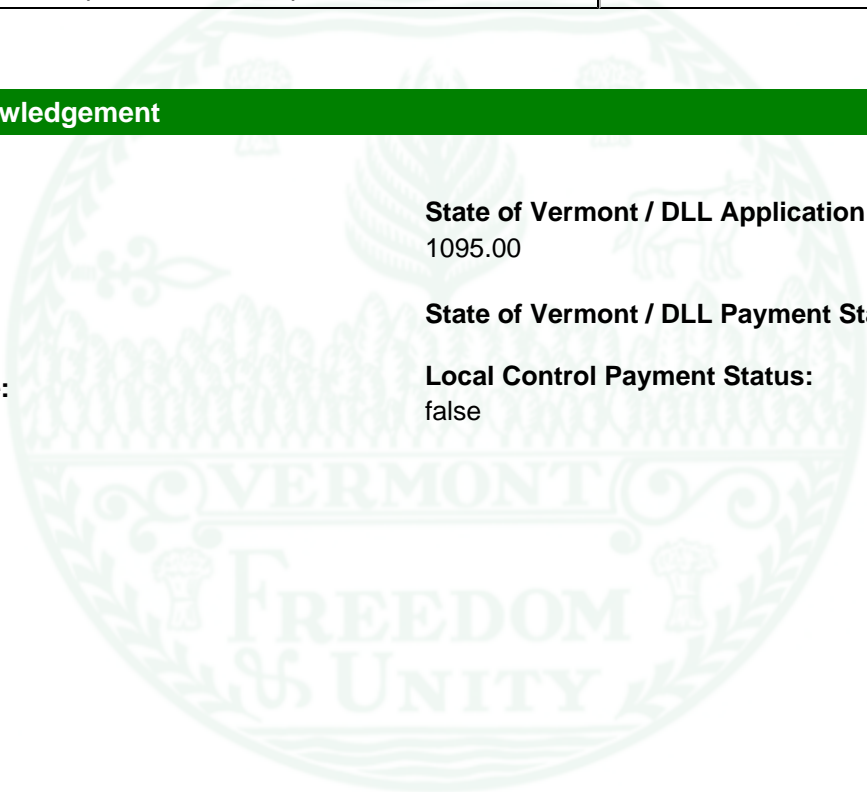 wledgement
State of Vermont / DLL Application
1095.00
State of Vermont / DLL Payment Sta
:
Local Control Payment Status:
false
VERMONT
FREEDOM
& UNITY